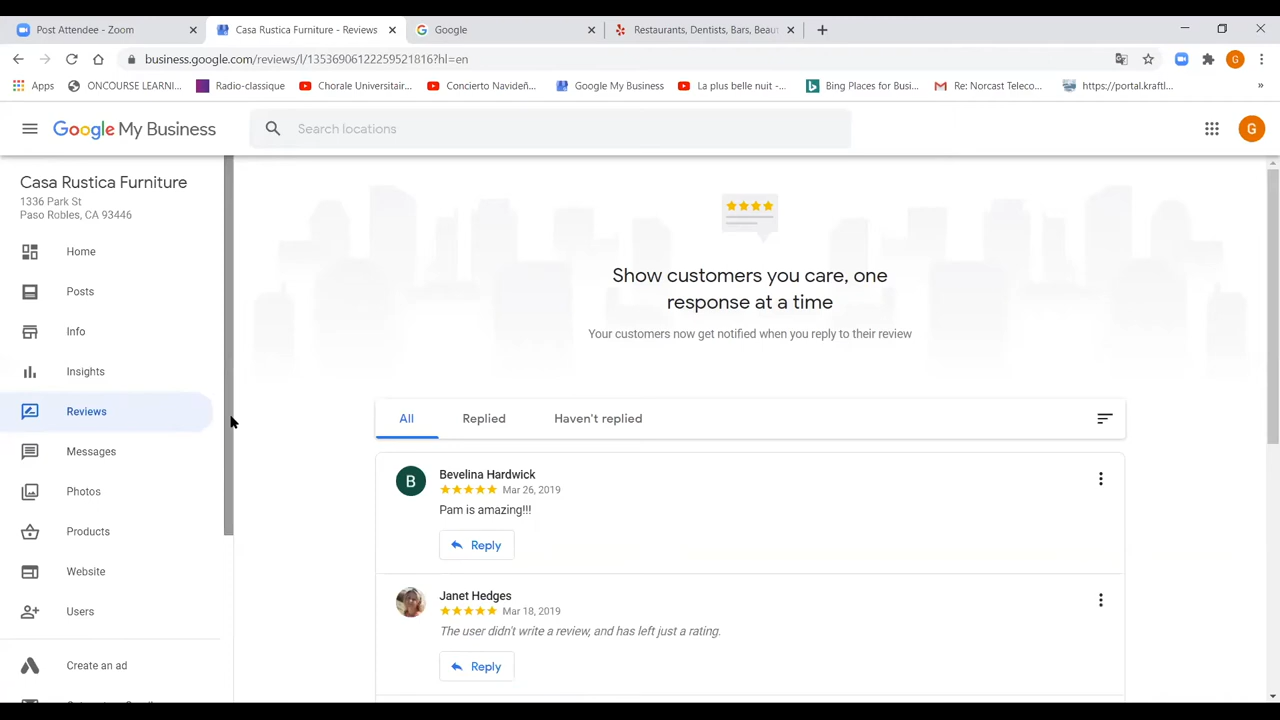 Post Attendee - Zoom
Casa Rustica Furniture - Reviews
Google
Restaurants, Dentists, Bars, Beau
business.google.com/reviews/l/13536906122259521816?hl=en
Apps
ONCOURSE LEARNI...
Radio-classique
Chorale Universitair...
Concierto Navideñ...
Google My Business
La plus belle nuit -...
Bing Places for Busi...
Re: Norcast Teleco...
https://portal.kraftl...
»
Google My Business
Search locations
G
Casa Rustica Furniture
1336 Park St
Paso Robles, CA 93446
Home
Posts
Info
Insights
Reviews
Messages
Photos
Products
Website
Users
Create an ad
Show customers you care, one
response at a time
Your customers now get notified when you reply to their review
All Replied Haven't replied
B
Bevelina Hardwick
Mar 26, 2019
Pam is amazing!!!
Reply
Janet Hedges
Mar 18, 2019
The user didn't write a review, and has left just a rating.
Reply